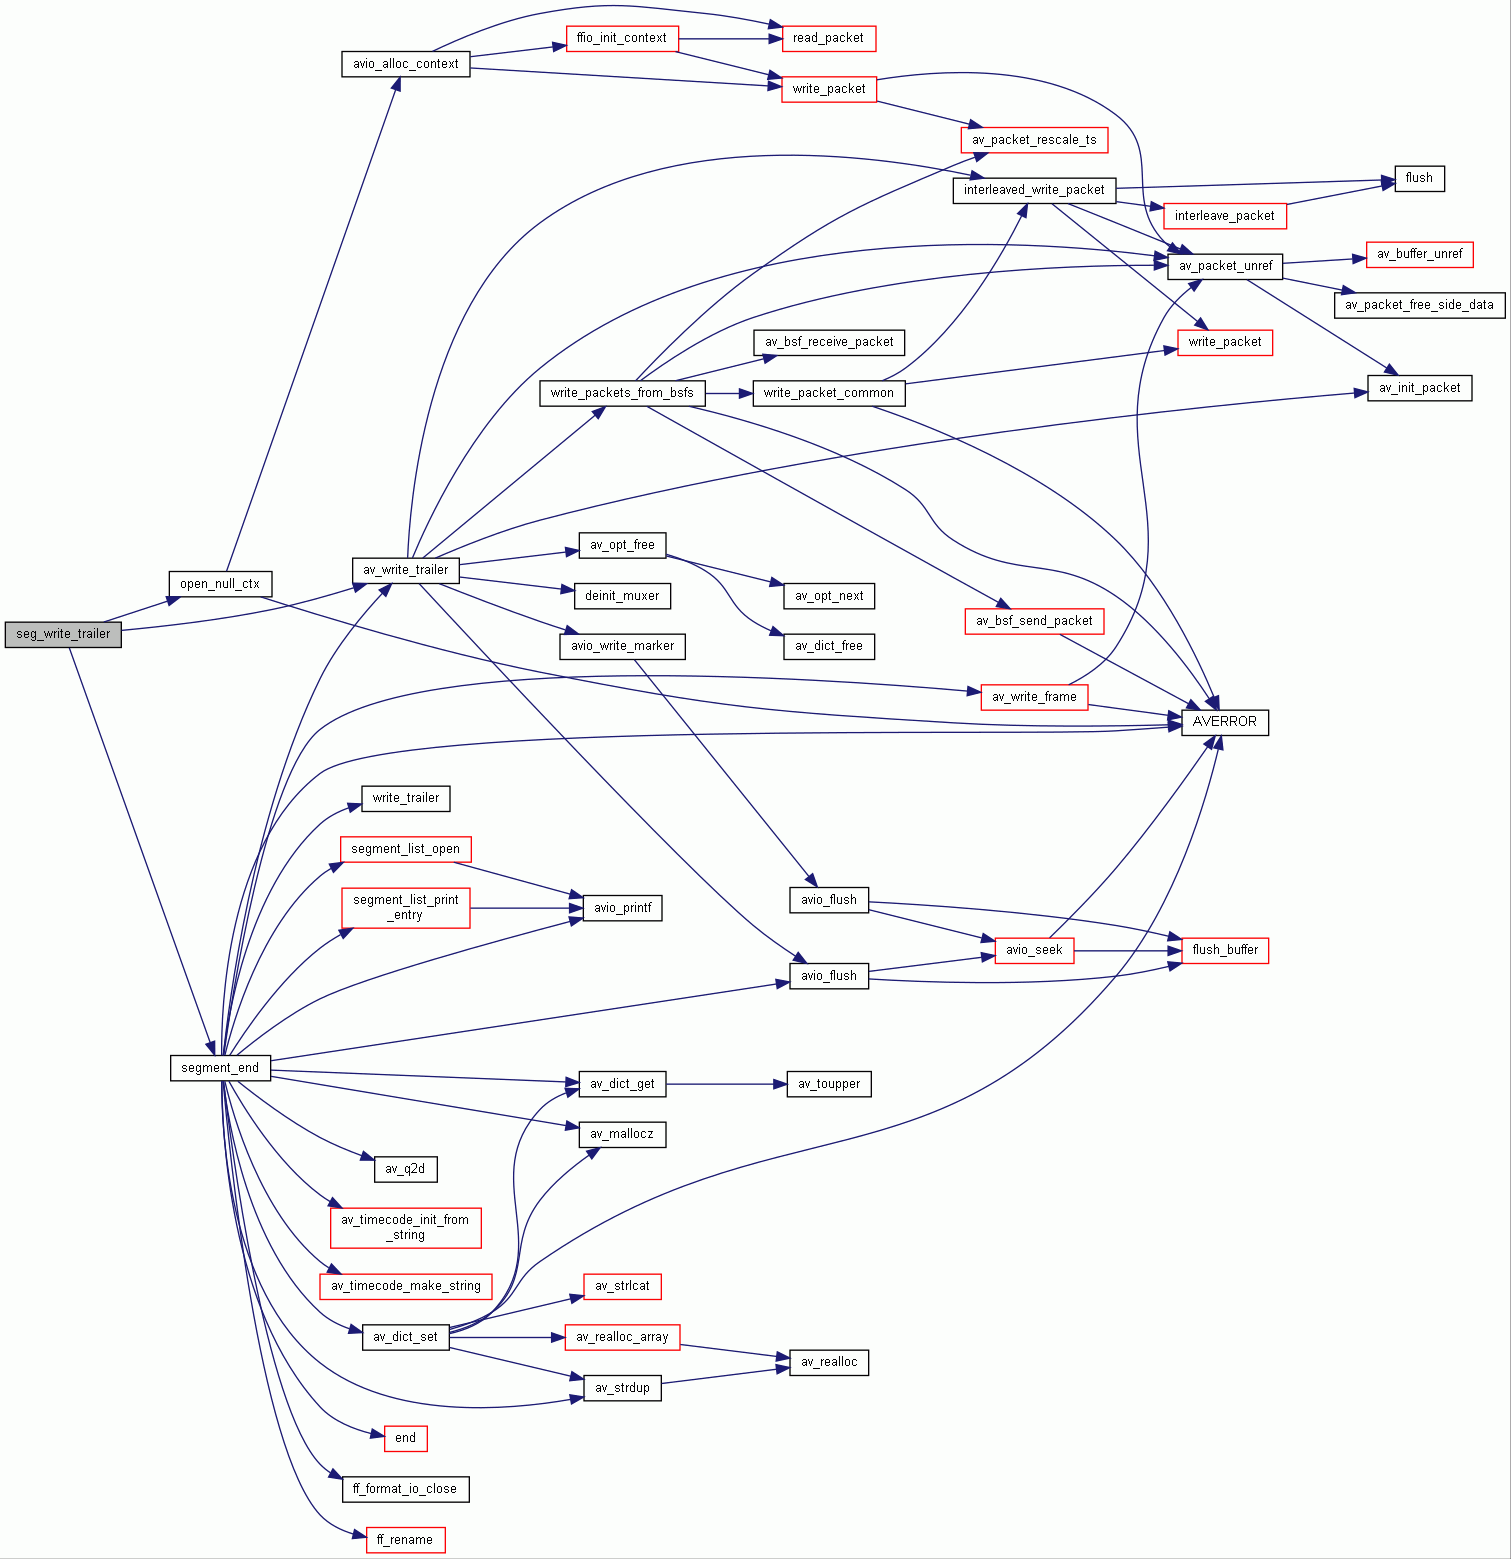 ffio_init_context
read_packet
avio_alloc_context
write_packet
av_packet_rescale_ts
flush
interleaved_write_packet
interleave_packet
av_buffer_unref
av_packet_unref
av_packet_free_side_data
av_bsf_receive_packet
write_packet
av_init_packet
write_packets_from_bsfs
write_packet_common
av_opt_free
av_write_trailer
open_null_ctx
deinit_muxer
av_opt_next
av_bsf_send_packet
seg_write_trailer
avio_write_marker
av_dict_free
av_write_frame
AVERROR
write_trailer
segment_list_open
segment_list_print
_entry
avio_printf
avio_flush
avio_seek
flush_buffer
avio_flush
segment_end
av_dict_get
av_toupper
av_mallocz
av_q2d
av_timecode_init_from
_string
av_timecode_make_string
av_strlcat
av_dict_set
av_realloc_array
av_realloc
av_strdup
end
ff_format_io_close
ff_rename